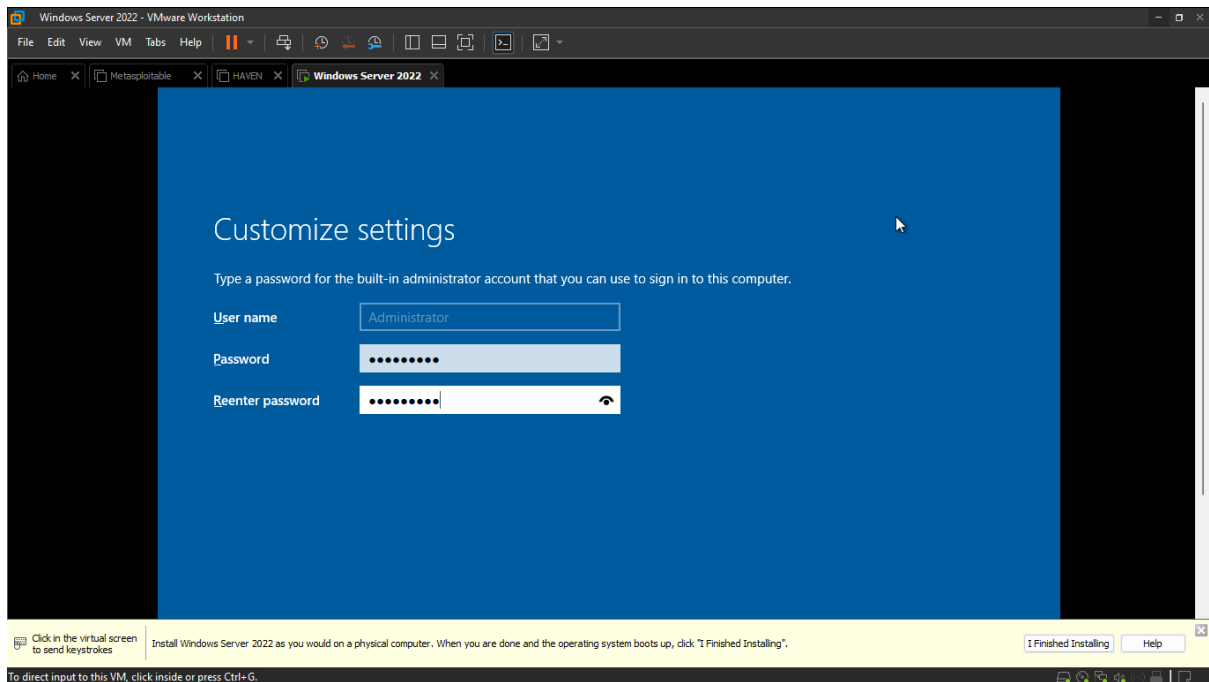 Windows Server 2022 - VMware Workstation
File Edit View VM Tabs Help
Home Metasploitable HAVEN Windows Server 2022
Customize settings
Type a password for the built-in administrator account that you can use to sign in to this computer.
User name Administrator
Password •••••••••
Reenter password •••••••••
Click in the virtual screen
to send keystrokes
Install Windows Server 2022 as you would on a physical computer. When you are done and the operating system boots up, click "I Finished Installing".
I Finished Installing Help
To direct input to this VM, click inside or press Ctrl+G.